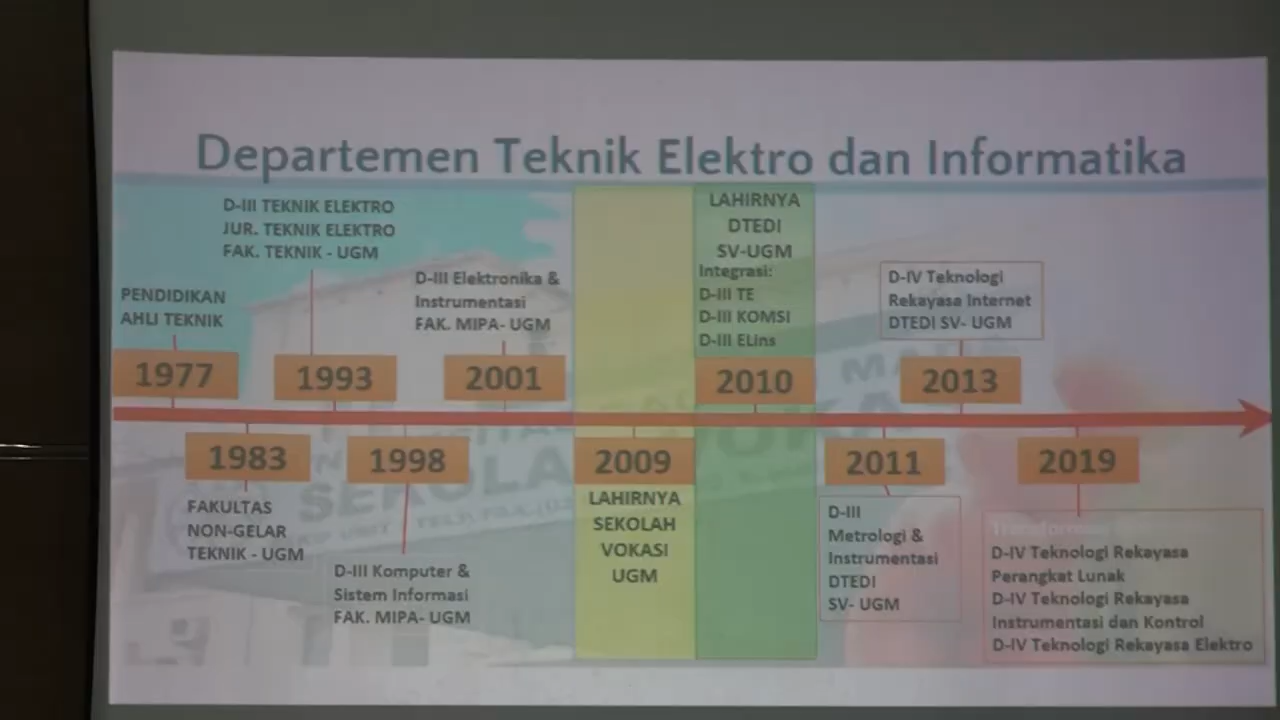 Departemen Teknik Elektro dan Informatika
PENDIDIKAN
AHLI TEKNIK
1977
D-III TEKNIK ELEKTRO
JUR. TEKNIK ELEKTRO
FAK. TEKNIK - UGM
1993
D-III Elektronika &
Instrumentasi
FAK. MIPA- UGM
2001
LAHIRNYA
DTEDI
SV-UGM
Integrasi:
D-III TE
D-III KOMSI
D-III ELins
2010
D-IV Teknologi
Rekayasa Internet
DTEDI SV- UGM
2013
1983
FAKULTAS
NON-GELAR
TEKNIK - UGM
1998
D-III Komputer &
Sistem Informasi
FAK. MIPA- UGM
2009
LAHIRNYA
SEKOLAH
VOKASI
UGM
2011
D-III
Metrologi &
Instrumentasi
DTEDI
SV- UGM
2019
D-IV Teknologi Rekayasa
Perangkat Lunak
D-IV Teknologi Rekayasa
Instrumentasi dan Kontrol
D-IV Teknologi Rekayasa Elektro